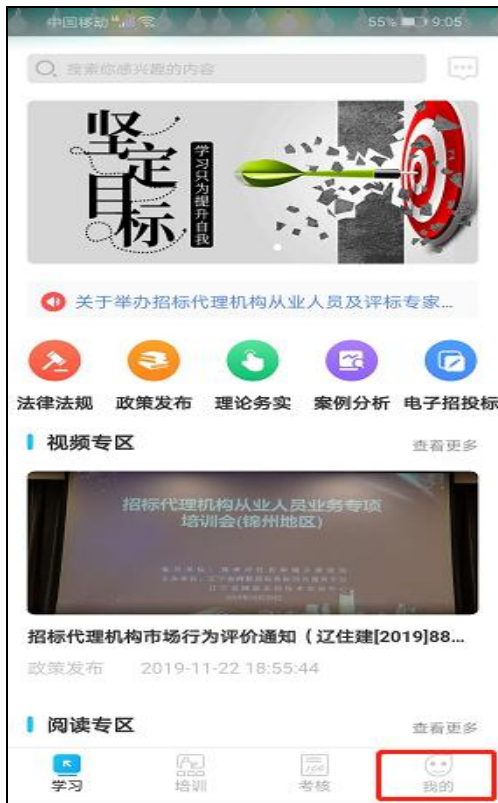 中国移动 55% 9:05
搜索你感兴趣的内容
坚定目标
学习只为提升自我
关于举办招标代理机构从业人员及评标专家...
法律法规 政策发布 理论务实 案例分析 电子招投标
视频专区 查看更多
招标代理机构从业人员业务专项
培训会(锦州地区)
招标代理机构市场行为评价通知（辽住建[2019]88...
政策发布 2019-11-22 18:55:44
阅读专区 查看更多
学习 培训 考核 我的